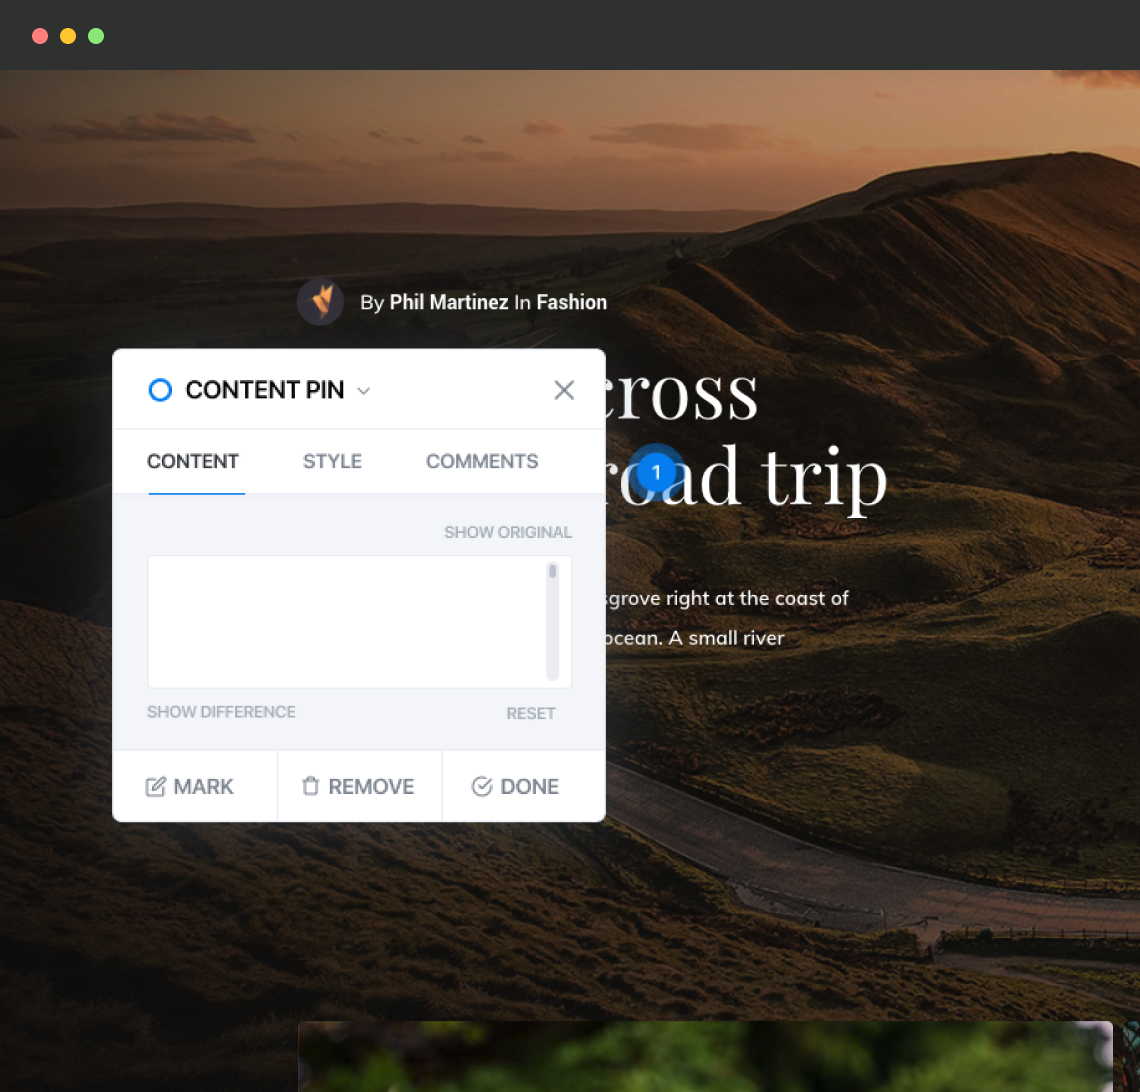 By Phil Martinez In Fashion
CONTENT PIN
cross
CONTENT STYLE COMMENTS
road trip
1
SHOW ORIGINAL
sgrove right at the coast of
ocean. A small river
SHOW DIFFERENCE RESET
MARK REMOVE DONE